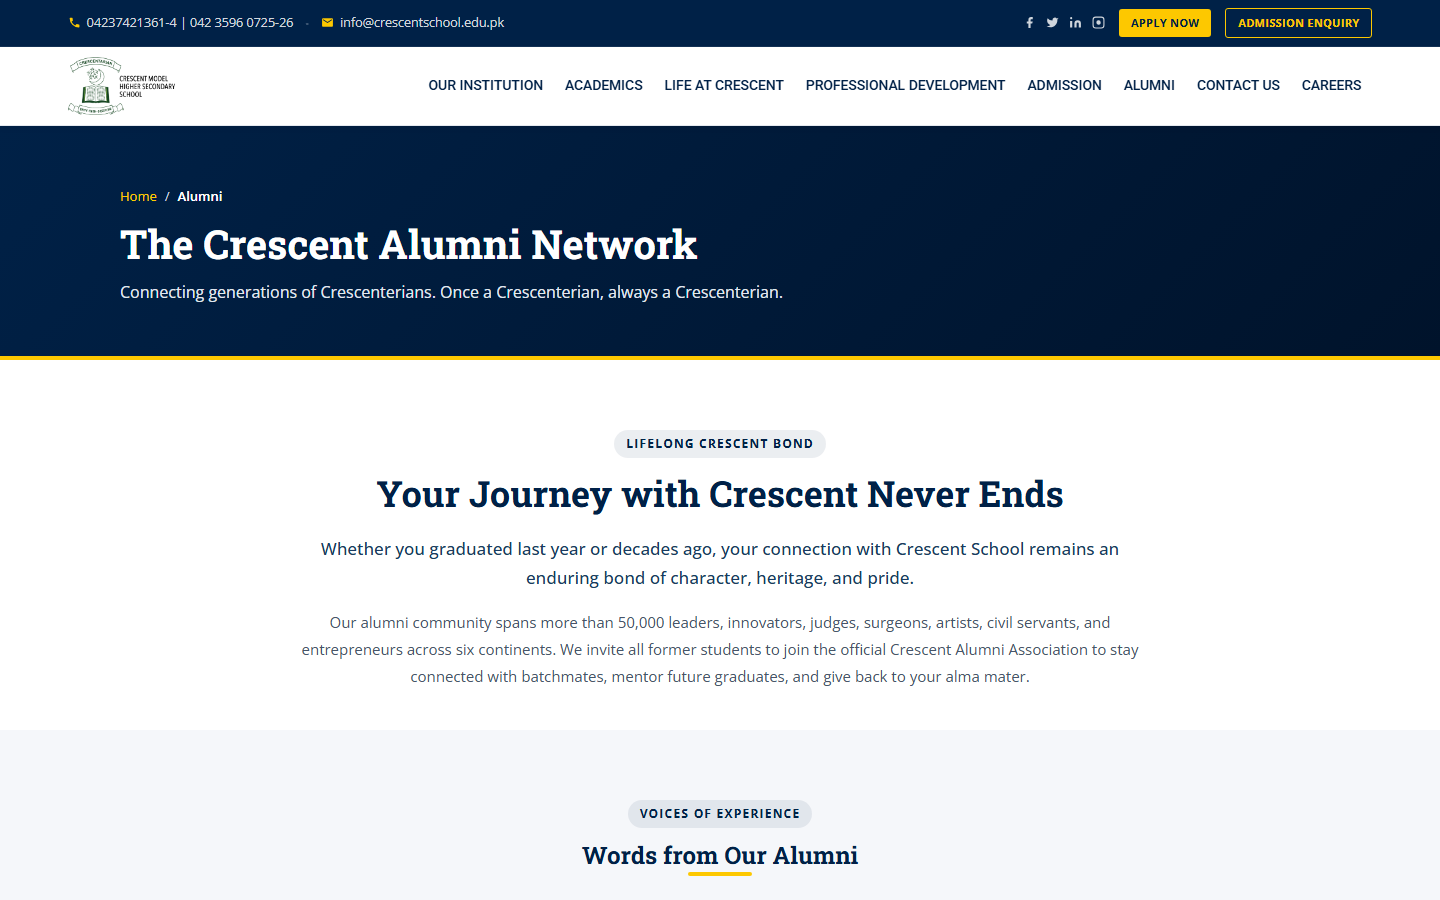 04237421361-4 | 042 3596 0725-26
info@crescentschool.edu.pk
APPLY NOW
ADMISSION ENQUIRY
CRESCENTARIAN
CRESCENT MODEL
HIGHER SECONDARY
SCHOOL
OUR INSTITUTION
ACADEMICS
LIFE AT CRESCENT
PROFESSIONAL DEVELOPMENT
ADMISSION
ALUMNI
CONTACT US
CAREERS
Home / Alumni
The Crescent Alumni Network
Connecting generations of Crescenterians. Once a Crescenterian, always a Crescenterian.
LIFELONG CRESCENT BOND
Your Journey with Crescent Never Ends
Whether you graduated last year or decades ago, your connection with Crescent School remains an
enduring bond of character, heritage, and pride.
Our alumni community spans more than 50,000 leaders, innovators, judges, surgeons, artists, civil servants, and
entrepreneurs across six continents. We invite all former students to join the official Crescent Alumni Association to stay
connected with batchmates, mentor future graduates, and give back to your alma mater.
VOICES OF EXPERIENCE
Words from Our Alumni